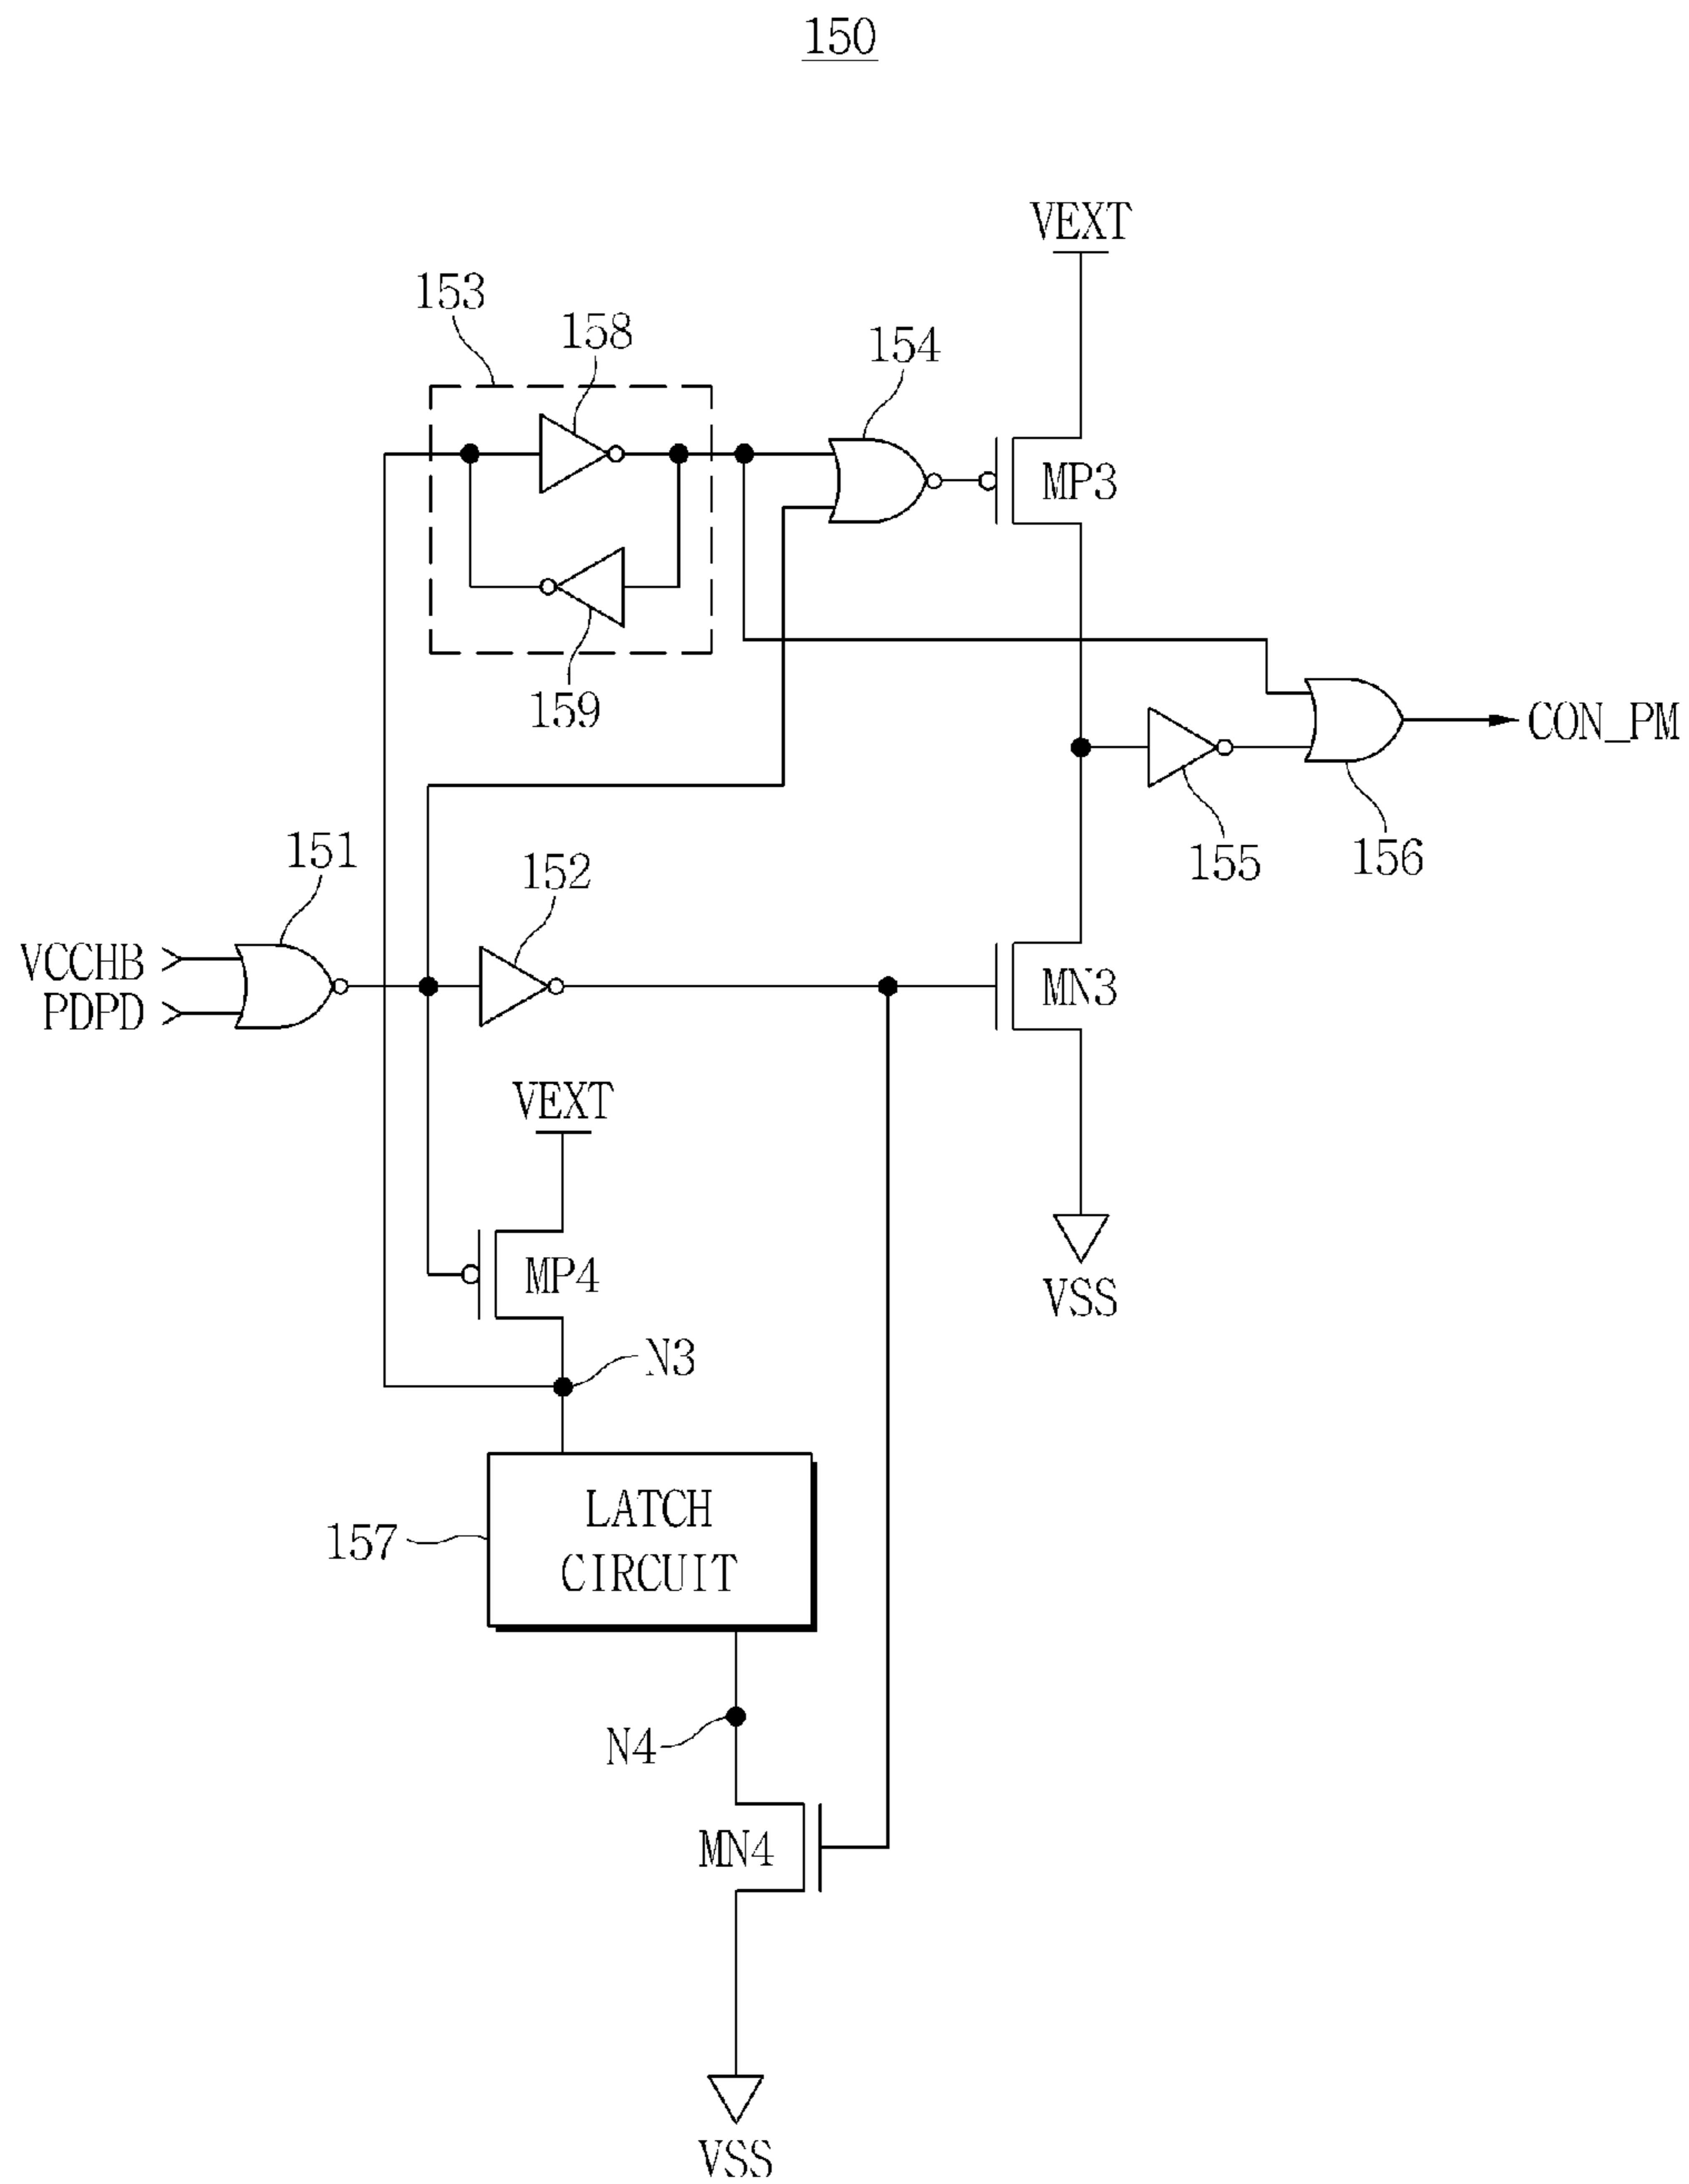 150
VEXT
153
158
154
MP3
159
CON_PM
155
156
151
152
VCCHB
PDPD
MN3
VEXT
MP4
VSS
N3
LATCH
CIRCUIT
157
N4
MN4
VSS